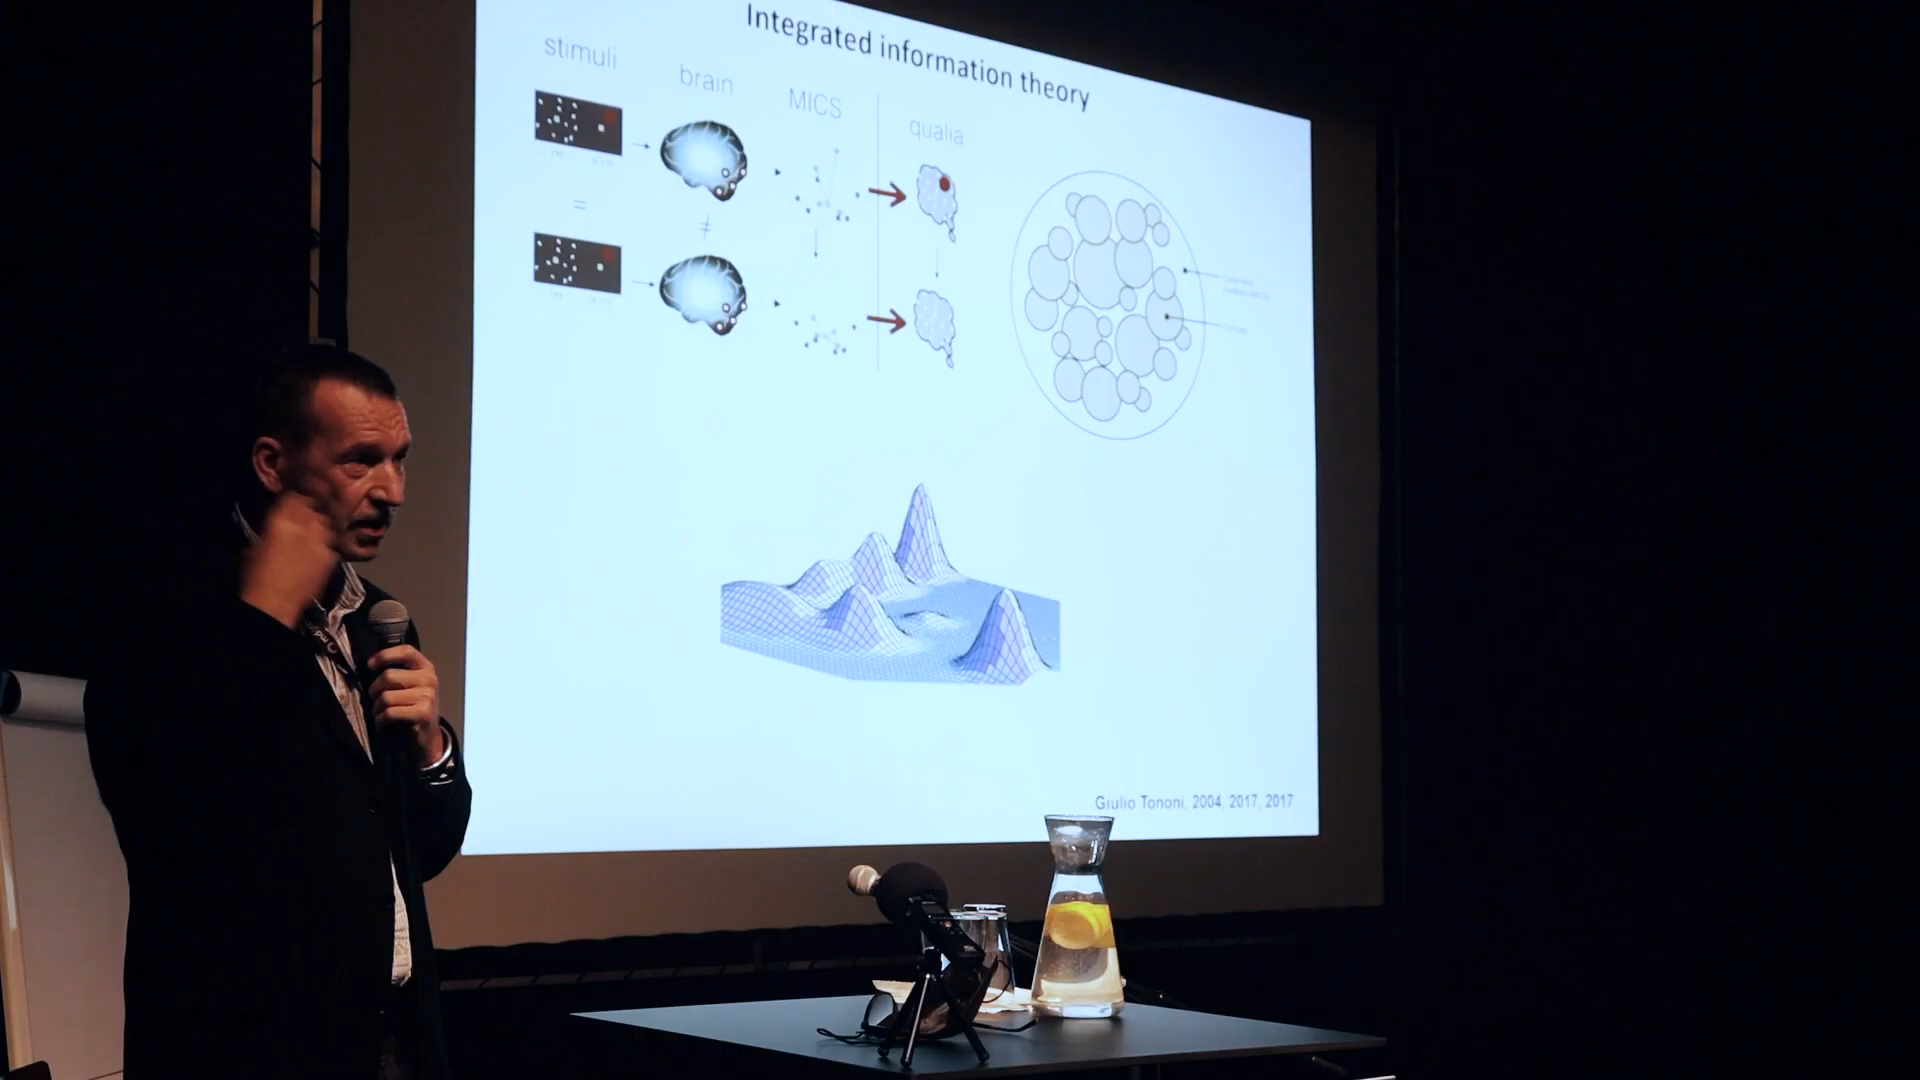 Integrated information theory
stimuli
brain
MICS
qualia
=
≠
Giulio Tononi, 2004, 2017, 2017